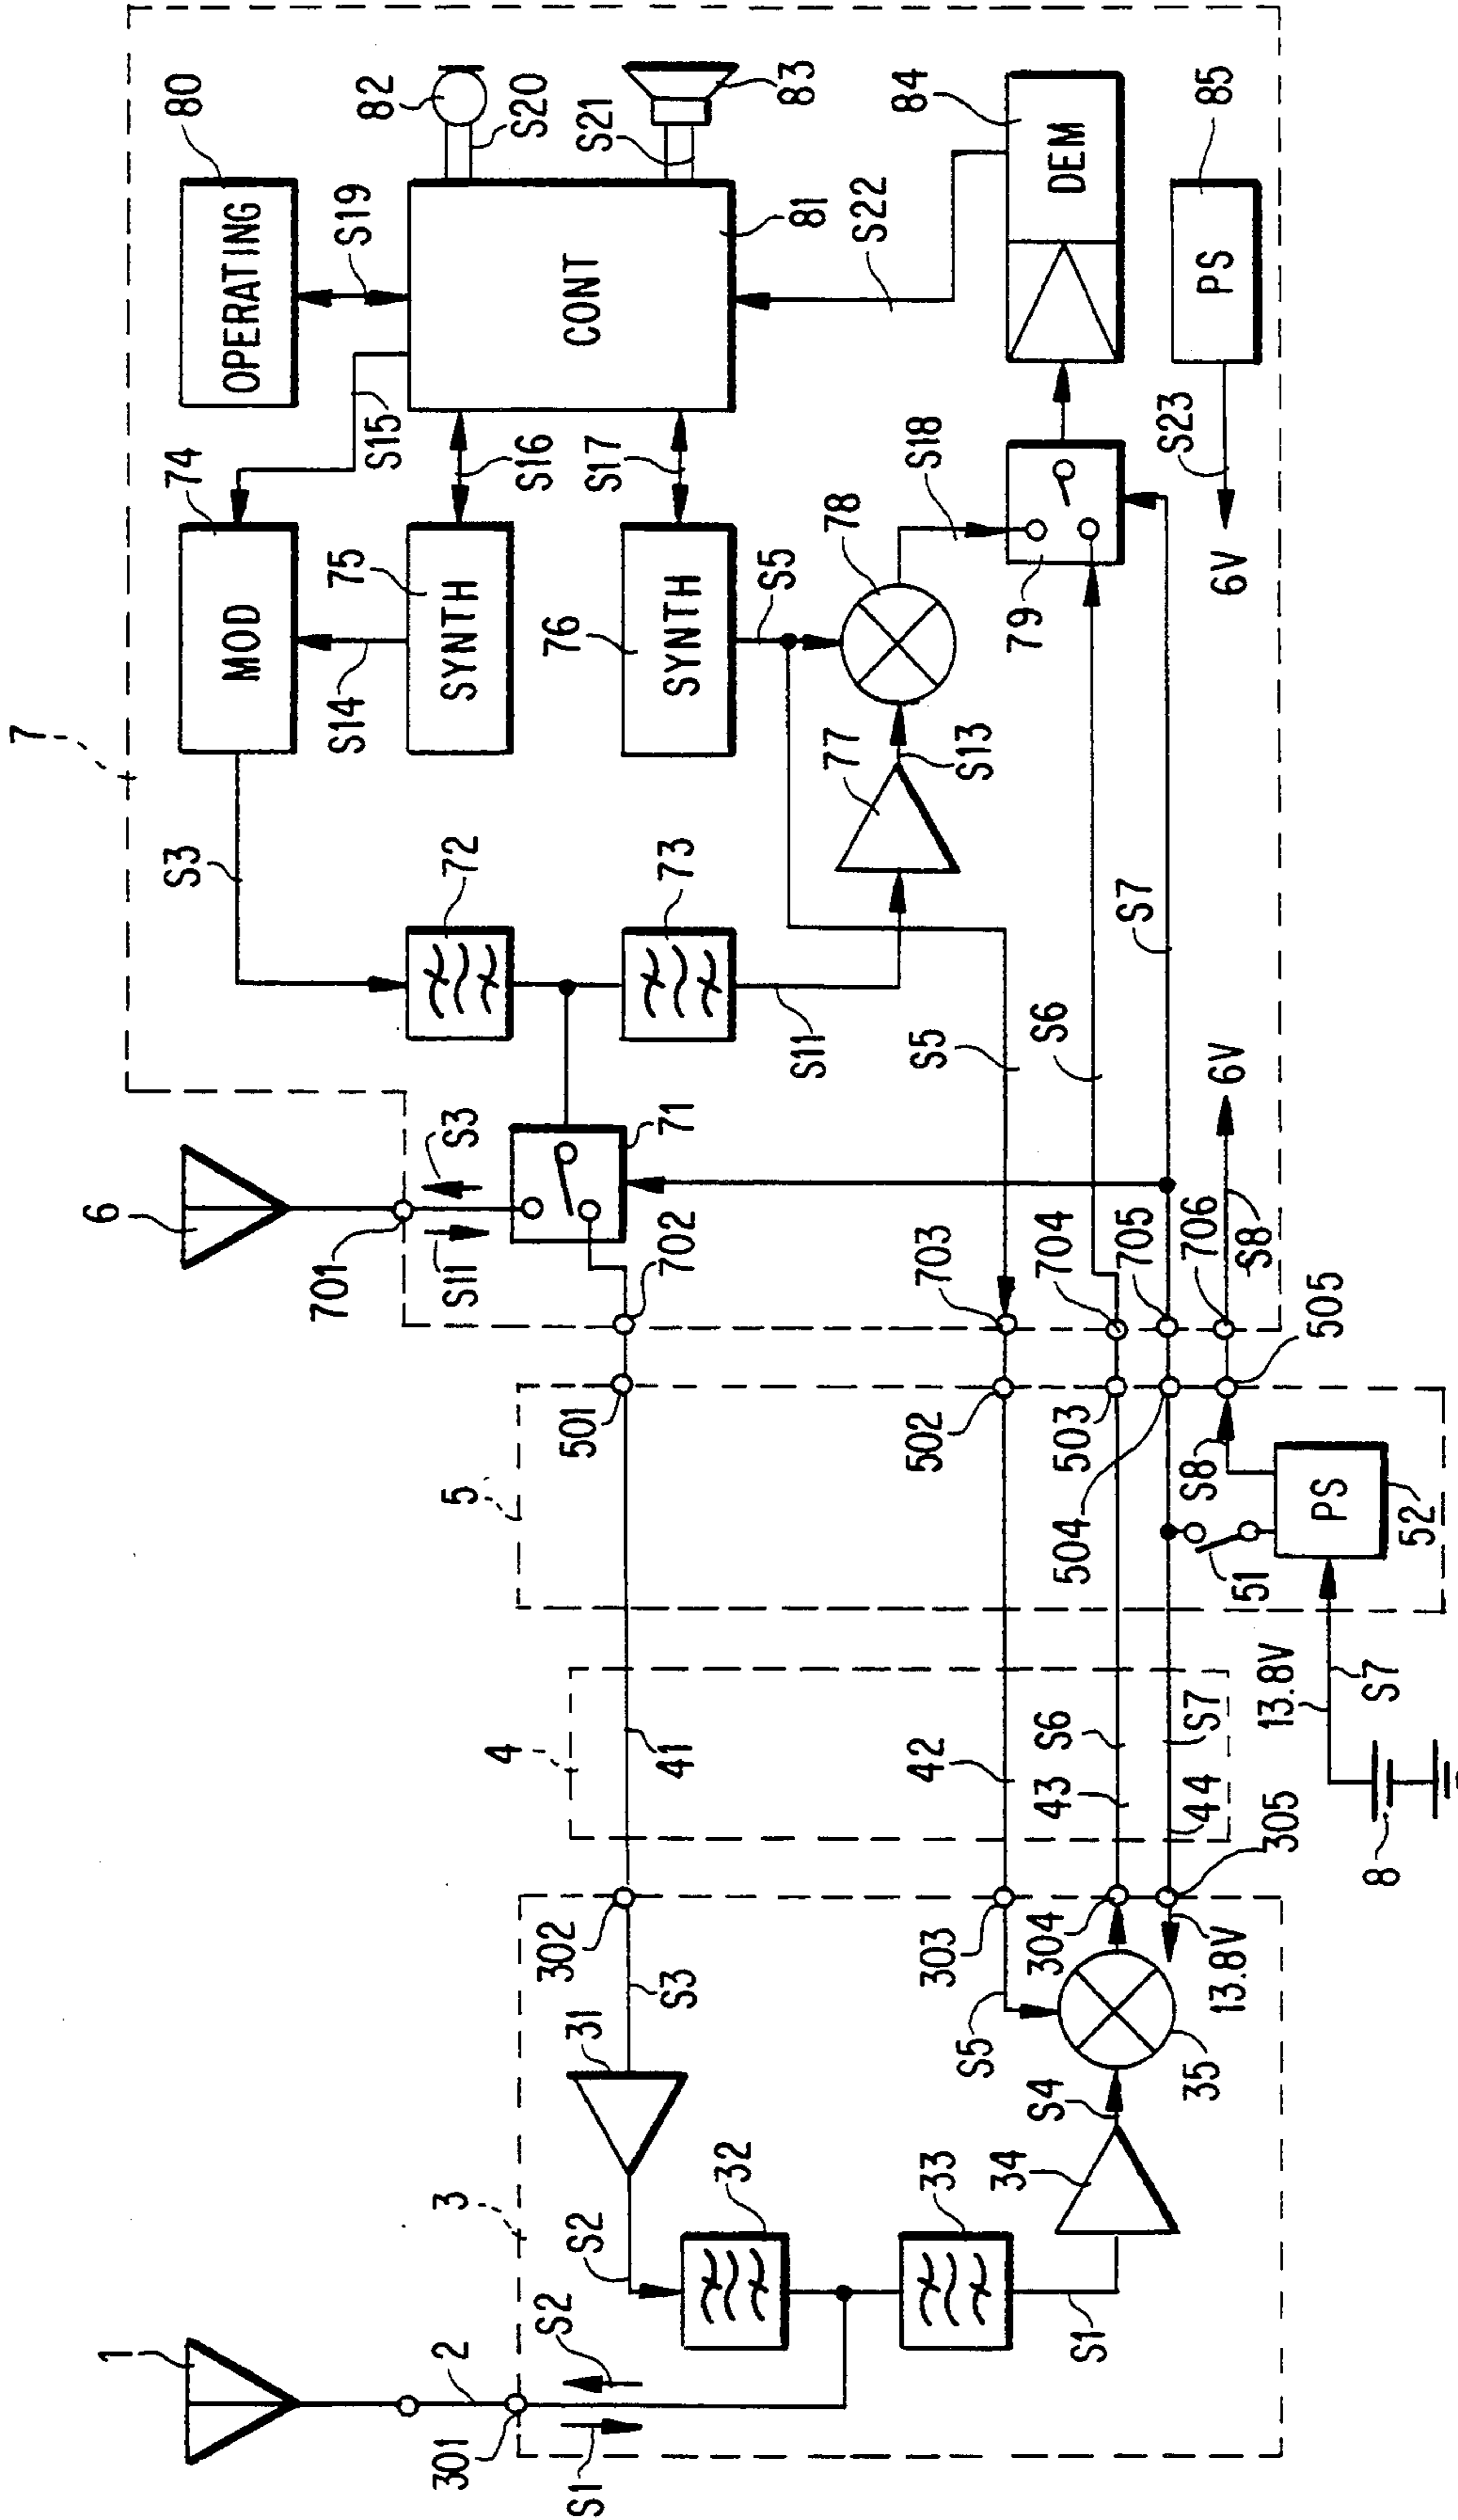 7
80
OPERATING
82
S20
S19
83
S21
84
DEM
85
PS
81
CONT
S22
S15
74
MOD
S16
S17
75
SYNTH
S14
76
SYNTH
S5
78
S18
79
S23
6V
77
S13
S3
72
73
S11
S5
S6
S7
6V
6
701
S3
S11
71
702
703
704
705
706
S8
505
5
501
502
503
504
S8
51
PS
52
13.8V
S7
8
4
41
42
43
S6
44
S7
305
3
302
S3
31
303
S5
304
13.8V
35
S4
34
S2
32
33
S1
1
2
301
S2
S1